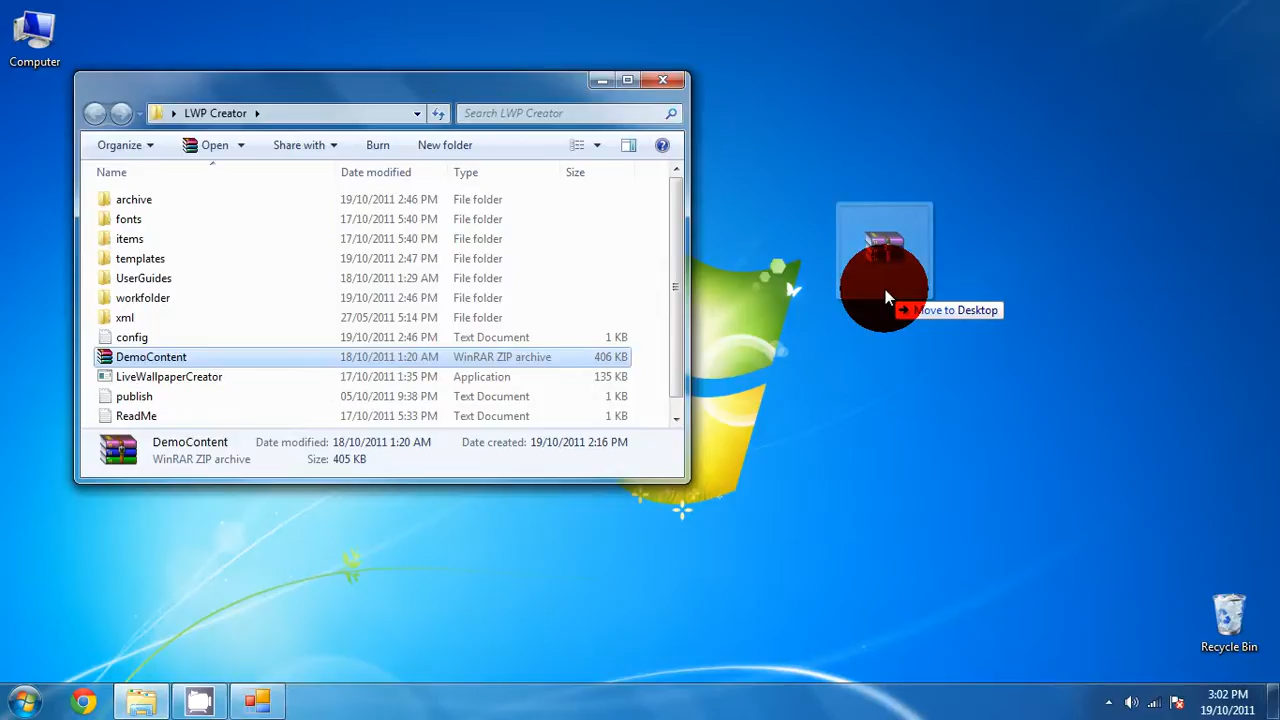 Computer
LWP Creator
Search LWP Creator
Organize Open Share with Burn New folder
Name Date modified Type Size
archive 19/10/2011 2:46 PM File folder
fonts 17/10/2011 5:40 PM File folder
items 17/10/2011 5:40 PM File folder
templates 19/10/2011 2:47 PM File folder
UserGuides 18/10/2011 1:29 AM File folder
workfolder 19/10/2011 2:46 PM File folder
xml 27/05/2011 5:14 PM File folder
config 19/10/2011 2:46 PM Text Document 1 KB
DemoContent 18/10/2011 1:20 AM WinRAR ZIP archive 406 KB
LiveWallpaperCreator 17/10/2011 1:35 PM Application 135 KB
publish 05/10/2011 9:38 PM Text Document 1 KB
ReadMe 17/10/2011 5:33 PM Text Document 1 KB
DemoContent Date modified: 18/10/2011 1:20 AM Date created: 19/10/2011 2:16 PM
WinRAR ZIP archive Size: 405 KB
Move to Desktop
Recycle Bin
3:02 PM
19/10/2011